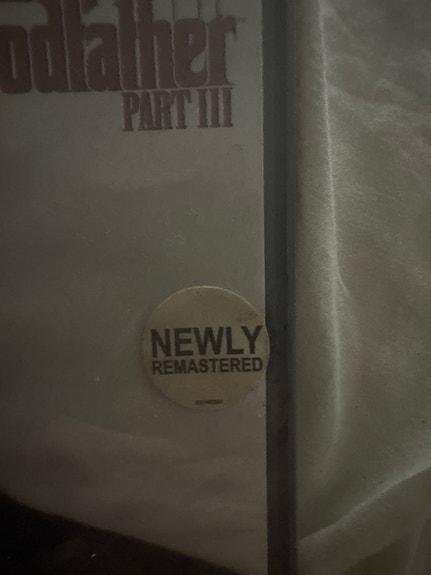 odfather
PART III
NEWLY
REMASTERED